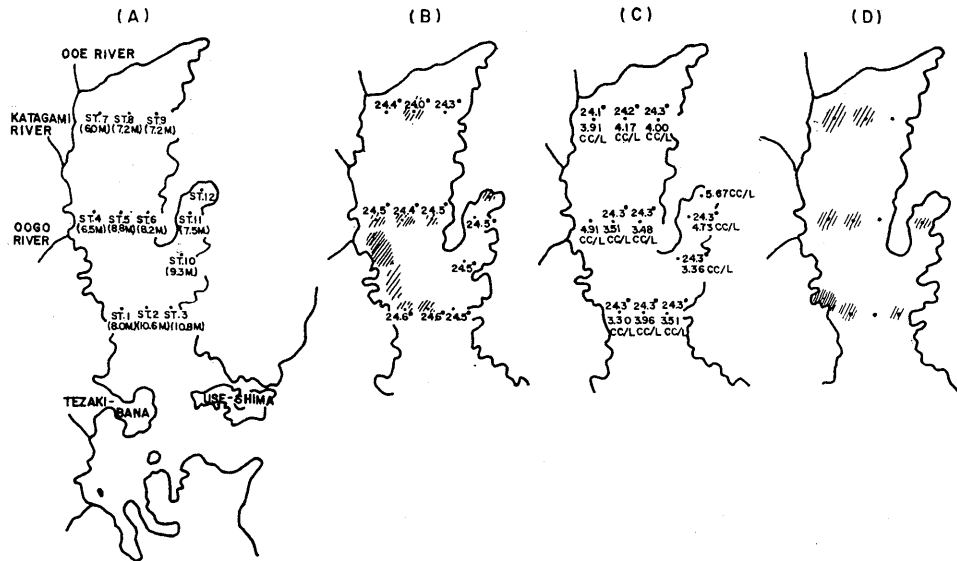 (A)
OOE RIVER
KATAGAMI
RIVER
ST.7 ST.8 ST.9
(6.0M) (7.2M) (7.2M)
ST.12
ST.4 ST.5 ST.6 ST.11
(6.5M) (8.8M) (8.2M) (7.5M)
OOGO
RIVER
ST.10
(9.3M)
ST.1 ST.2 ST.3
(8.0M) (10.6M) (10.8M)
TEZAKI-
BANA
USE-SHIMA
(B)
24.4° 24.0° 24.3°
24.5° 24.4° 24.5°
24.5°
24.5°
24.6° 24.6° 24.5°
(C)
24.1° 24.2° 24.3°
3.91 4.17 4.00
CC/L CC/L CC/L
5.67 CC/L
24.3° 24.3° 24.3°
4.91 3.51 3.48 4.73 CC/L
CC/L CC/L CC/L
24.3°
3.36 CC/L
24.3° 24.3° 24.3°
3.30 3.96 3.51
CC/L CC/L CC/L
(D)